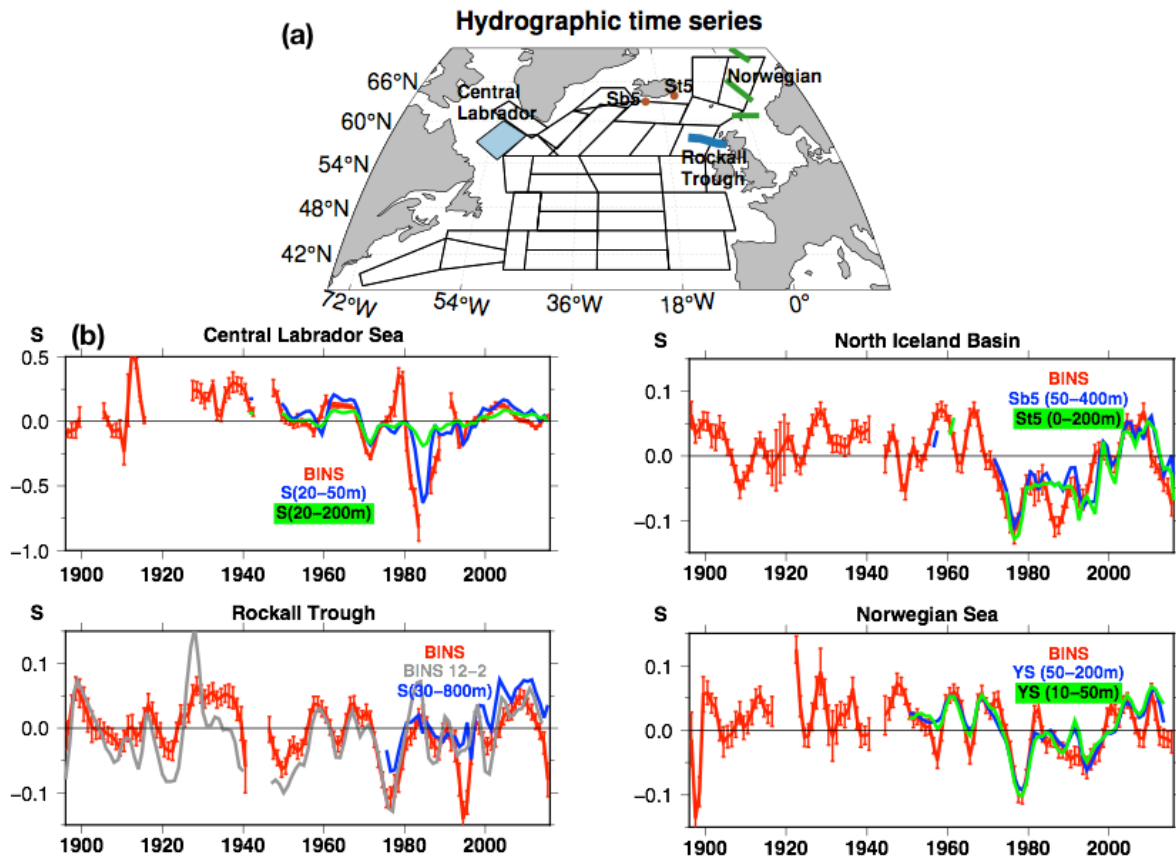 Hydrographic time series
(a)
66°N
60°N
54°N
48°N
42°N
72°W
54°W
36°W
18°W
0°
Central
Labrador
Sb5
St5
Norwegian
Rockall
Trough
(b)
S
Central Labrador Sea
0.5
0.0
−0.5
−1.0
BINS
S(20−50m)
S(20−200m)
1900 1920 1940 1960 1980 2000
S
North Iceland Basin
0.1
0.0
−0.1
BINS
Sb5 (50−400m)
St5 (0−200m)
1900 1920 1940 1960 1980 2000
S
Rockall Trough
0.1
0.0
−0.1
BINS
BINS 12−2
S(30−800m)
1900 1920 1940 1960 1980 2000
S
Norwegian Sea
0.1
0.0
−0.1
BINS
YS (50−200m)
YS (10−50m)
1900 1920 1940 1960 1980 2000